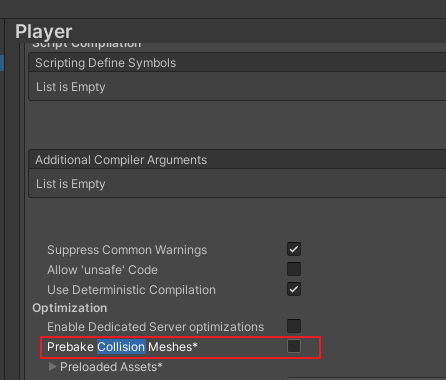 Player
Script Compilation
Scripting Define Symbols
List is Empty
Additional Compiler Arguments
List is Empty
Suppress Common Warnings
Allow 'unsafe' Code
Use Deterministic Compilation
Optimization
Enable Dedicated Server optimizations
Prebake Collision Meshes*
Preloaded Assets*